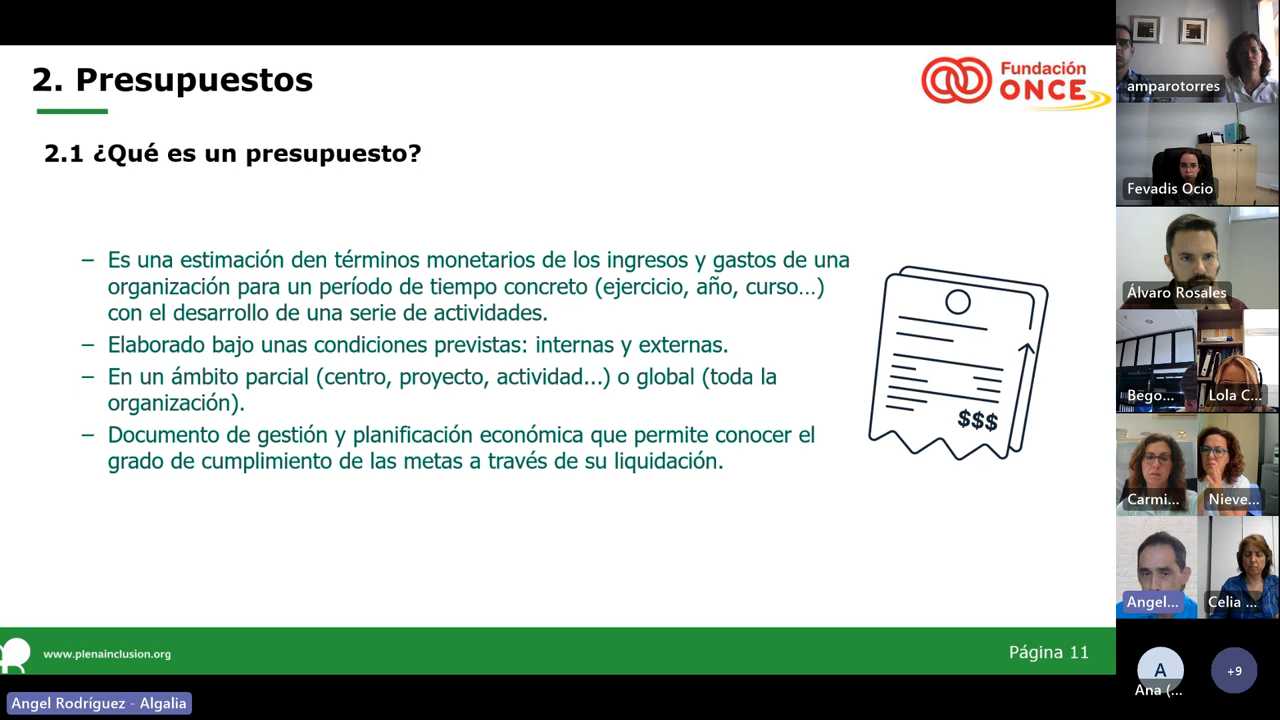 2. Presupuestos
Fundación
ONCE
2.1 ¿Qué es un presupuesto?
– Es una estimación den términos monetarios de los ingresos y gastos de una
organización para un período de tiempo concreto (ejercicio, año, curso…)
con el desarrollo de una serie de actividades.
– Elaborado bajo unas condiciones previstas: internas y externas.
– En un ámbito parcial (centro, proyecto, actividad…) o global (toda la
organización).
– Documento de gestión y planificación económica que permite conocer el
grado de cumplimiento de las metas a través de su liquidación.
$$$
www.plenainclusion.org
Página 11
Angel Rodríguez - Algalia
amparotorres
Fevadis Ocio
Álvaro Rosales
Bego...
Lola C...
Carmi...
Nieve...
Angel...
Celia ...
A
Ana (...
+9